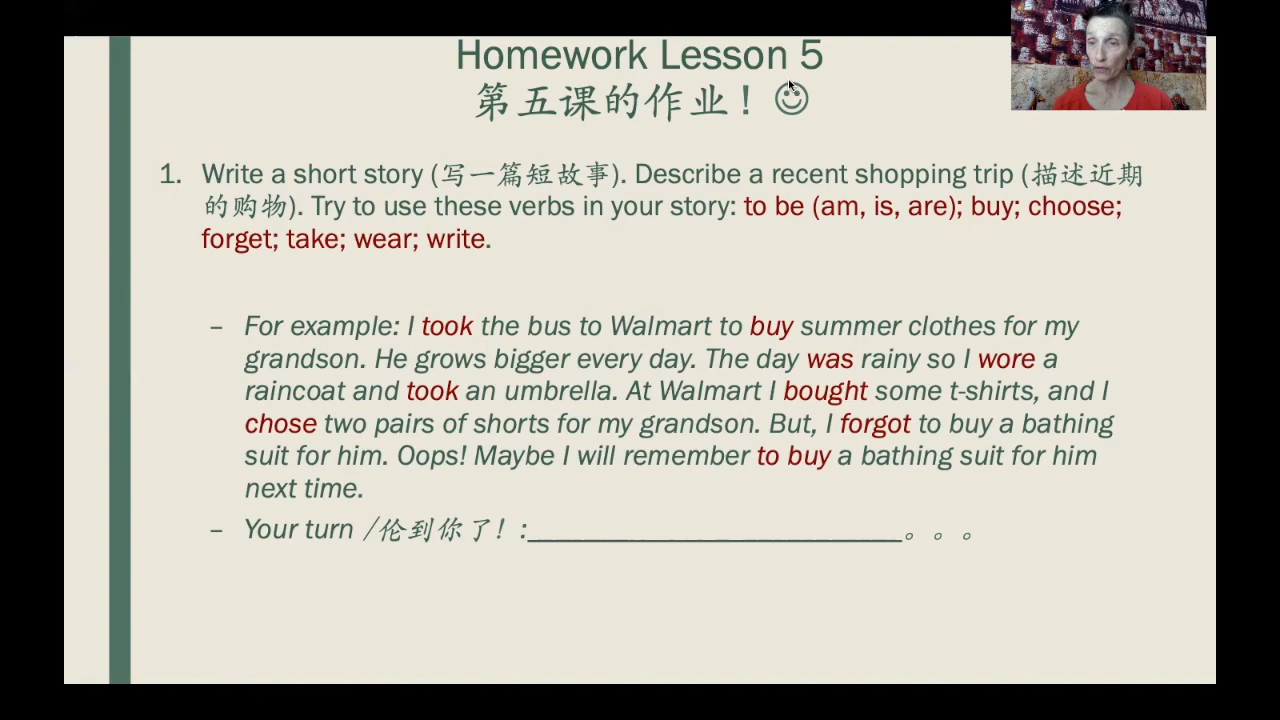 Homework Lesson 5
第五课的作业！☺
1. Write a short story (写一篇短故事). Describe a recent shopping trip (描述近期
的购物). Try to use these verbs in your story: to be (am, is, are); buy; choose;
forget; take; wear; write.
– For example: I took the bus to Walmart to buy summer clothes for my
grandson. He grows bigger every day. The day was rainy so I wore a
raincoat and took an umbrella. At Walmart I bought some t-shirts, and I
chose two pairs of shorts for my grandson. But, I forgot to buy a bathing
suit for him. Oops! Maybe I will remember to buy a bathing suit for him
next time.
– Your turn /伦到你了！:__________________________。。。